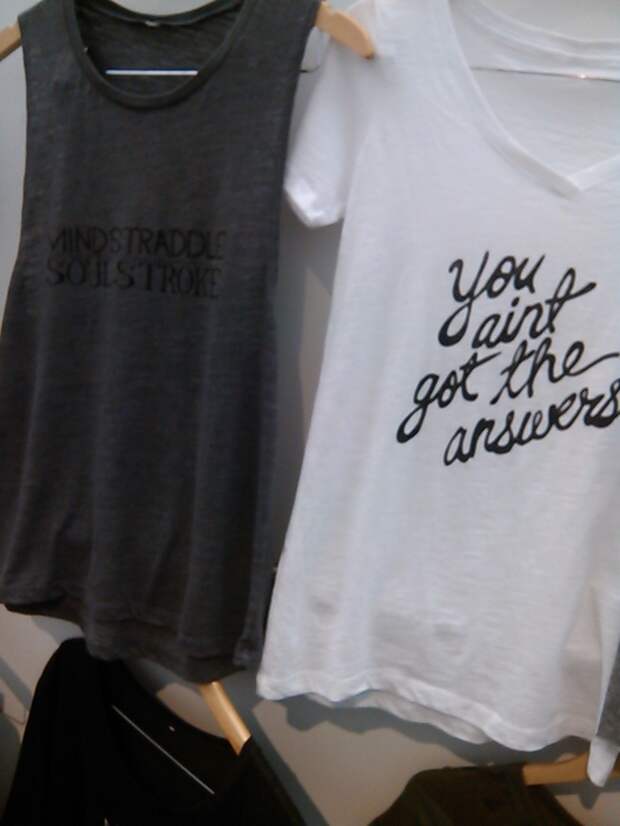 MINDSTRADDLE
SOULSTROKE
you
aint
got the
answers